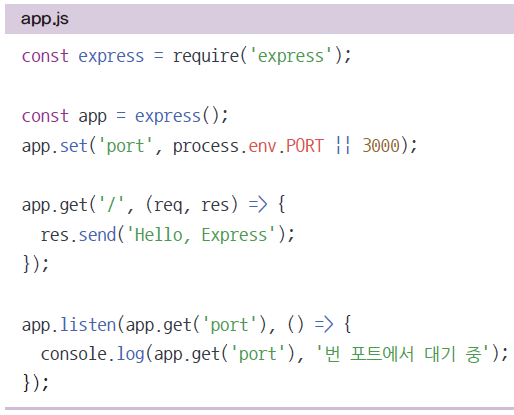 app.js
const express = require('express');
const app = express();
app.set('port', process.env.PORT || 3000);
app.get('/', (req, res) => {
  res.send('Hello, Express');
});
app.listen(app.get('port'), () => {
  console.log(app.get('port'), '번 포트에서 대기 중');
});